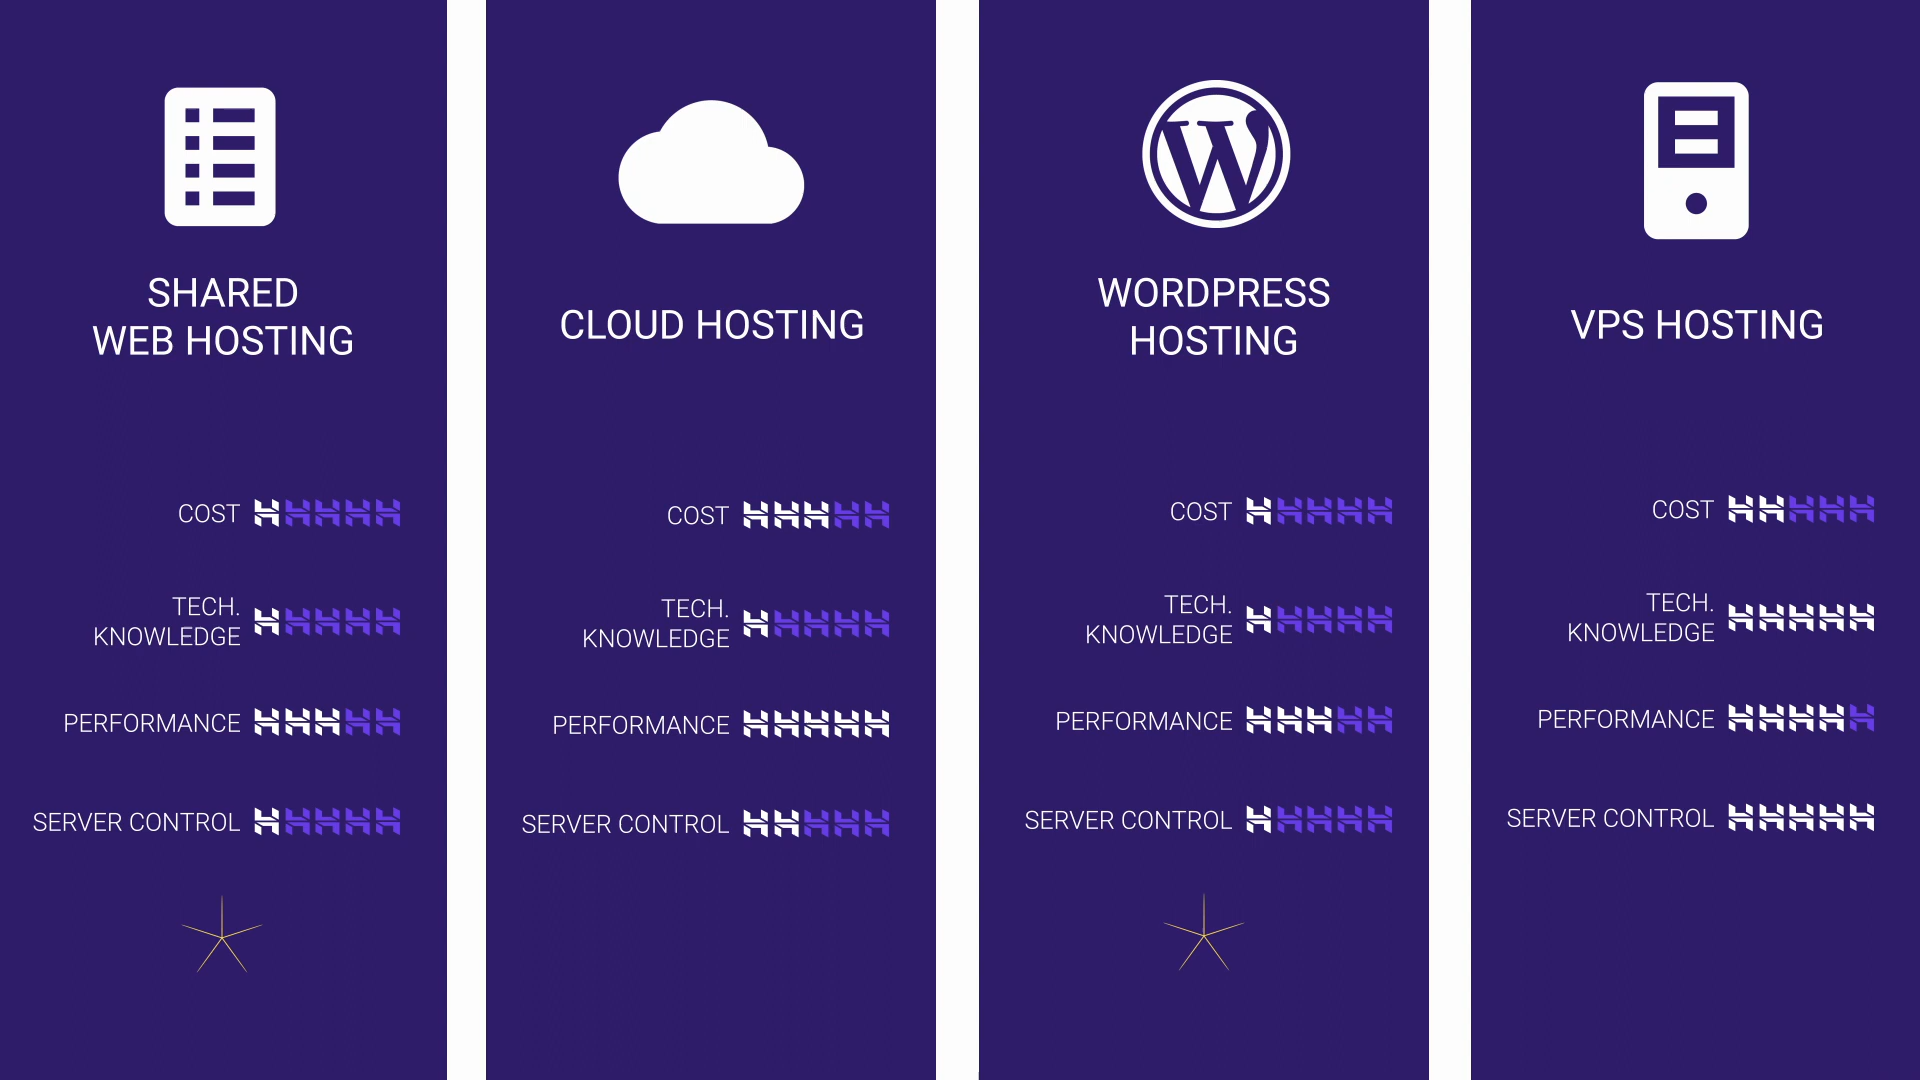 SHARED
WEB HOSTING
COST
TECH.
KNOWLEDGE
PERFORMANCE
SERVER CONTROL
CLOUD HOSTING
COST
TECH.
KNOWLEDGE
PERFORMANCE
SERVER CONTROL
WORDPRESS
HOSTING
COST
TECH.
KNOWLEDGE
PERFORMANCE
SERVER CONTROL
VPS HOSTING
COST
TECH.
KNOWLEDGE
PERFORMANCE
SERVER CONTROL